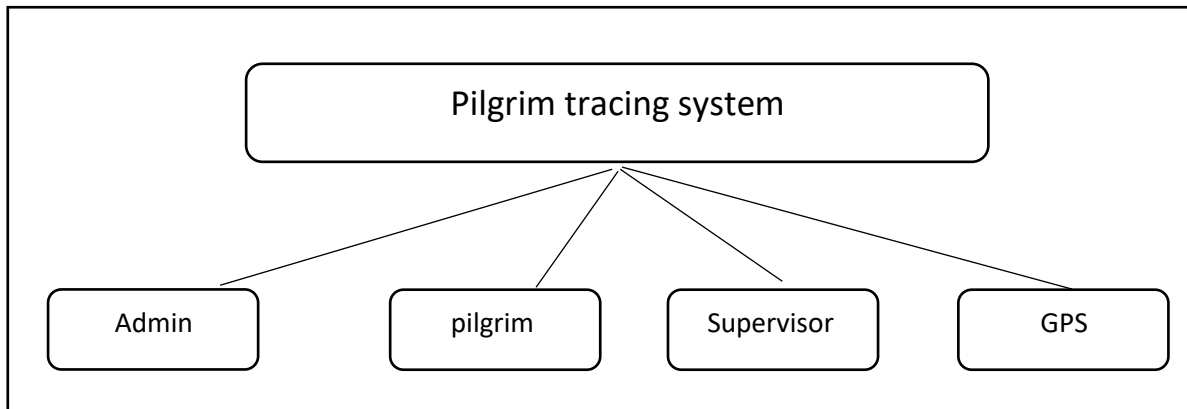 Pilgrim tracing system
Admin
pilgrim
Supervisor
GPS